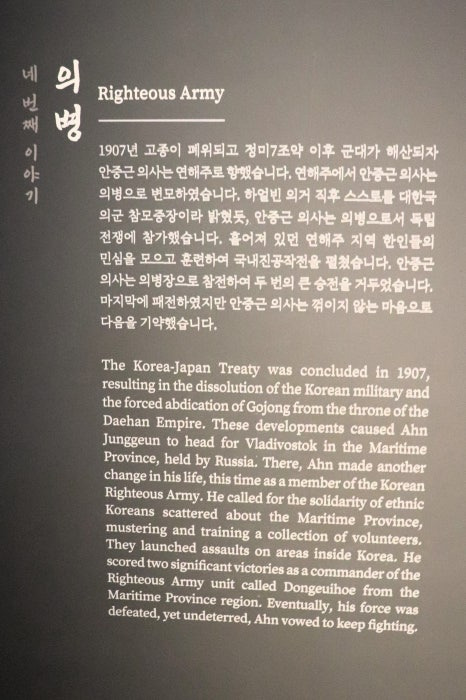 네 번째 이야기
의병
Righteous Army
1907년 고종이 폐위되고 정미7조약 이후 군대가 해산되자
안중근 의사는 연해주로 향했습니다. 연해주에서 안중근 의사는
의병으로 변모하였습니다. 하얼빈 의거 직후 스스로를 대한국
의군 참모중장이라 밝혔듯, 안중근 의사는 의병으로서 독립
전쟁에 참가했습니다. 흩어져 있던 연해주 지역 한인들의
민심을 모으고 훈련하여 국내진공작전을 펼쳤습니다. 안중근
의사는 의병장으로 참전하여 두 번의 큰 승전을 거두었습니다.
마지막에 패전하였지만 안중근 의사는 꺾이지 않는 마음으로
다음을 기약했습니다.
The Korea-Japan Treaty was concluded in 1907,
resulting in the dissolution of the Korean military and
the forced abdication of Gojong from the throne of the
Daehan Empire. These developments caused Ahn
Junggeun to head for Vladivostok in the Maritime
Province, held by Russia. There, Ahn made another
change in his life, this time as a member of the Korean
Righteous Army. He called for the solidarity of ethnic
Koreans scattered about the Maritime Province,
mustering and training a collection of volunteers.
They launched assaults on areas inside Korea. He
scored two significant victories as a commander of the
Righteous Army unit called Dongeuihoe from the
Maritime Province region. Eventually, his force was
defeated, yet undeterred, Ahn vowed to keep fighting.